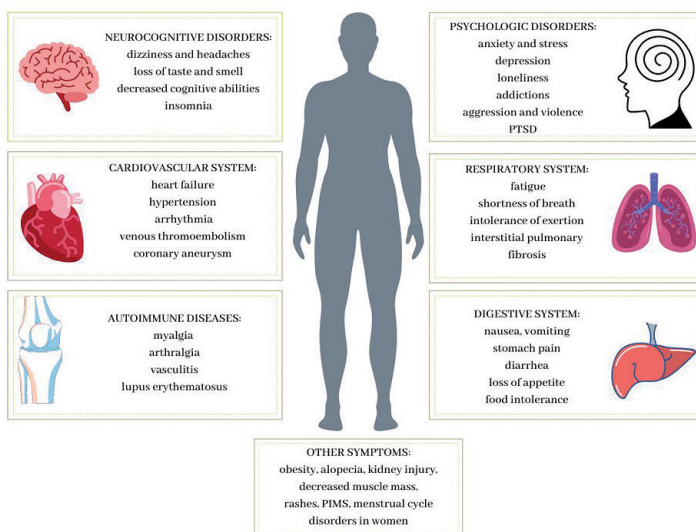 NEUROCOGNITIVE DISORDERS:
dizziness and headaches
loss of taste and smell
decreased cognitive abilities
insomnia
PSYCHOLOGIC DISORDERS:
anxiety and stress
depression
loneliness
addictions
aggression and violence
PTSD
CARDIOVASCULAR SYSTEM:
heart failure
hypertension
arrhythmia
venous thromboembolism
coronary aneurysm
RESPIRATORY SYSTEM:
fatigue
shortness of breath
intolerance of exertion
interstitial pulmonary
fibrosis
AUTOIMMUNE DISEASES:
myalgia
arthralgia
vasculitis
lupus erythematosus
DIGESTIVE SYSTEM:
nausea, vomiting
stomach pain
diarrhea
loss of appetite
food intolerance
OTHER SYMPTOMS:
obesity, alopecia, kidney injury,
decreased muscle mass,
rashes, PIMS, menstrual cycle
disorders in women